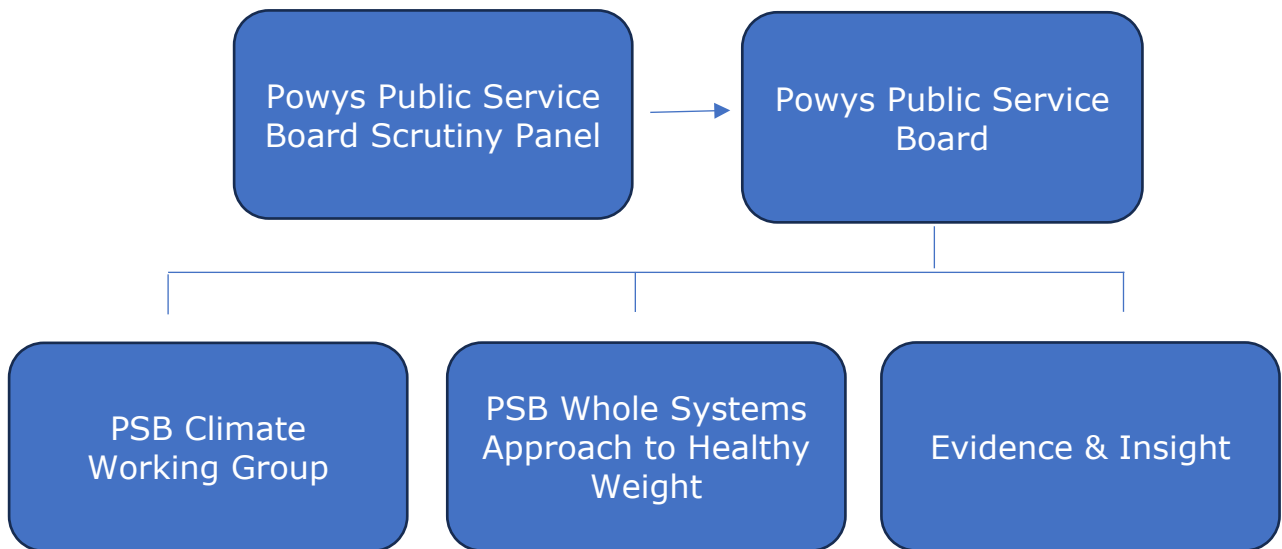 Powys Public Service
Board Scrutiny Panel
Powys Public Service
Board
PSB Climate
Working Group
PSB Whole Systems
Approach to Healthy
Weight
Evidence & Insight